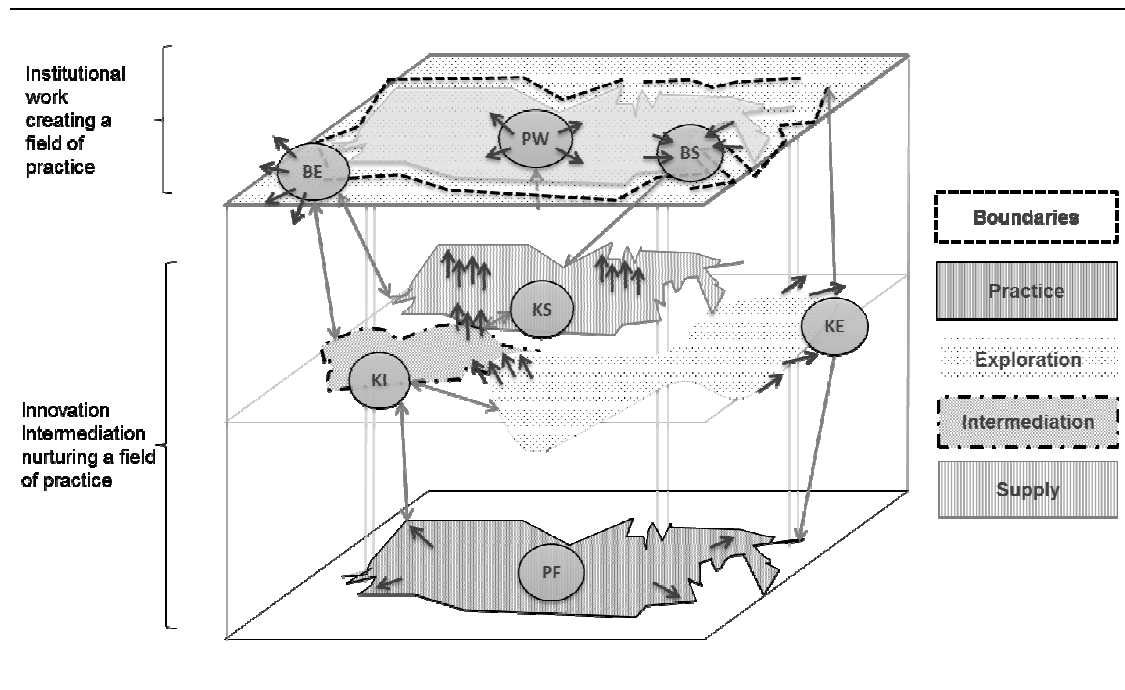 Institutional
work
creating a
field of
practice
PW
BS
BE
Boundaries
Practice
KS
KE
Exploration
KI
Innovation
Intermediation
nurturing a field
of practice
Intermediation
Supply
PF